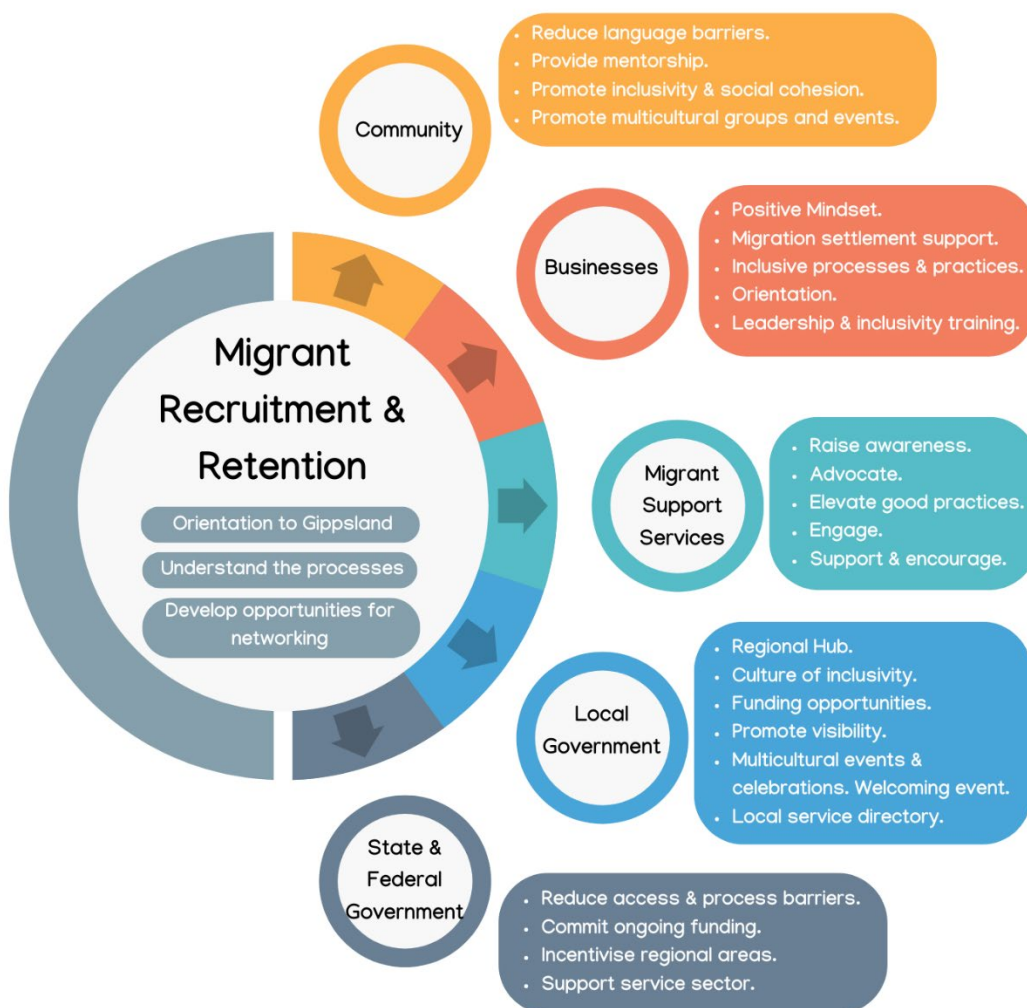 Community
• Reduce language barriers.
• Provide mentorship.
• Promote inclusivity & social cohesion.
• Promote multicultural groups and events.
Businesses
• Positive Mindset.
• Migration settlement support.
• Inclusive processes & practices.
• Orientation.
• Leadership & inclusivity training.
Migrant
Recruitment &
Retention
Orientation to Gippsland
Understand the processes
Develop opportunities for
networking
Migrant
Support
Services
• Raise awareness.
• Advocate.
• Elevate good practices.
• Engage.
• Support & encourage.
Local
Government
• Regional Hub.
• Culture of inclusivity.
• Funding opportunities.
• Promote visibility.
• Multicultural events &
celebrations. Welcoming event.
• Local service directory.
State &
Federal
Government
• Reduce access & process barriers.
• Commit ongoing funding.
• Incentivise regional areas.
• Support service sector.